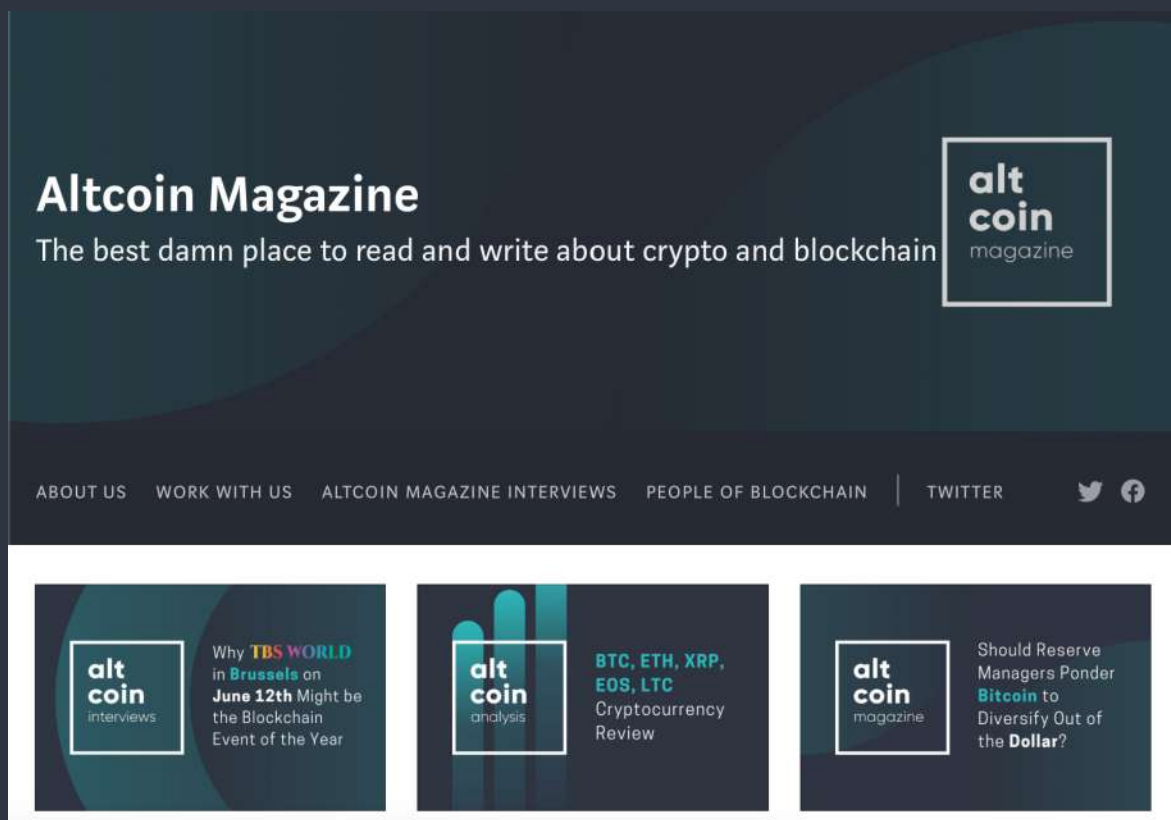 Altcoin Magazine
The best damn place to read and write about crypto and blockchain
alt
coin
magazine
ABOUT US WORK WITH US ALTCOIN MAGAZINE INTERVIEWS PEOPLE OF BLOCKCHAIN TWITTER
alt
coin
interviews
Why TBS WORLD
in Brussels on
June 12th Might be
the Blockchain
Event of the Year
alt
coin
analysis
BTC, ETH, XRP,
EOS, LTC
Cryptocurrency
Review
alt
coin
magazine
Should Reserve
Managers Ponder
Bitcoin to
Diversify Out of
the Dollar?